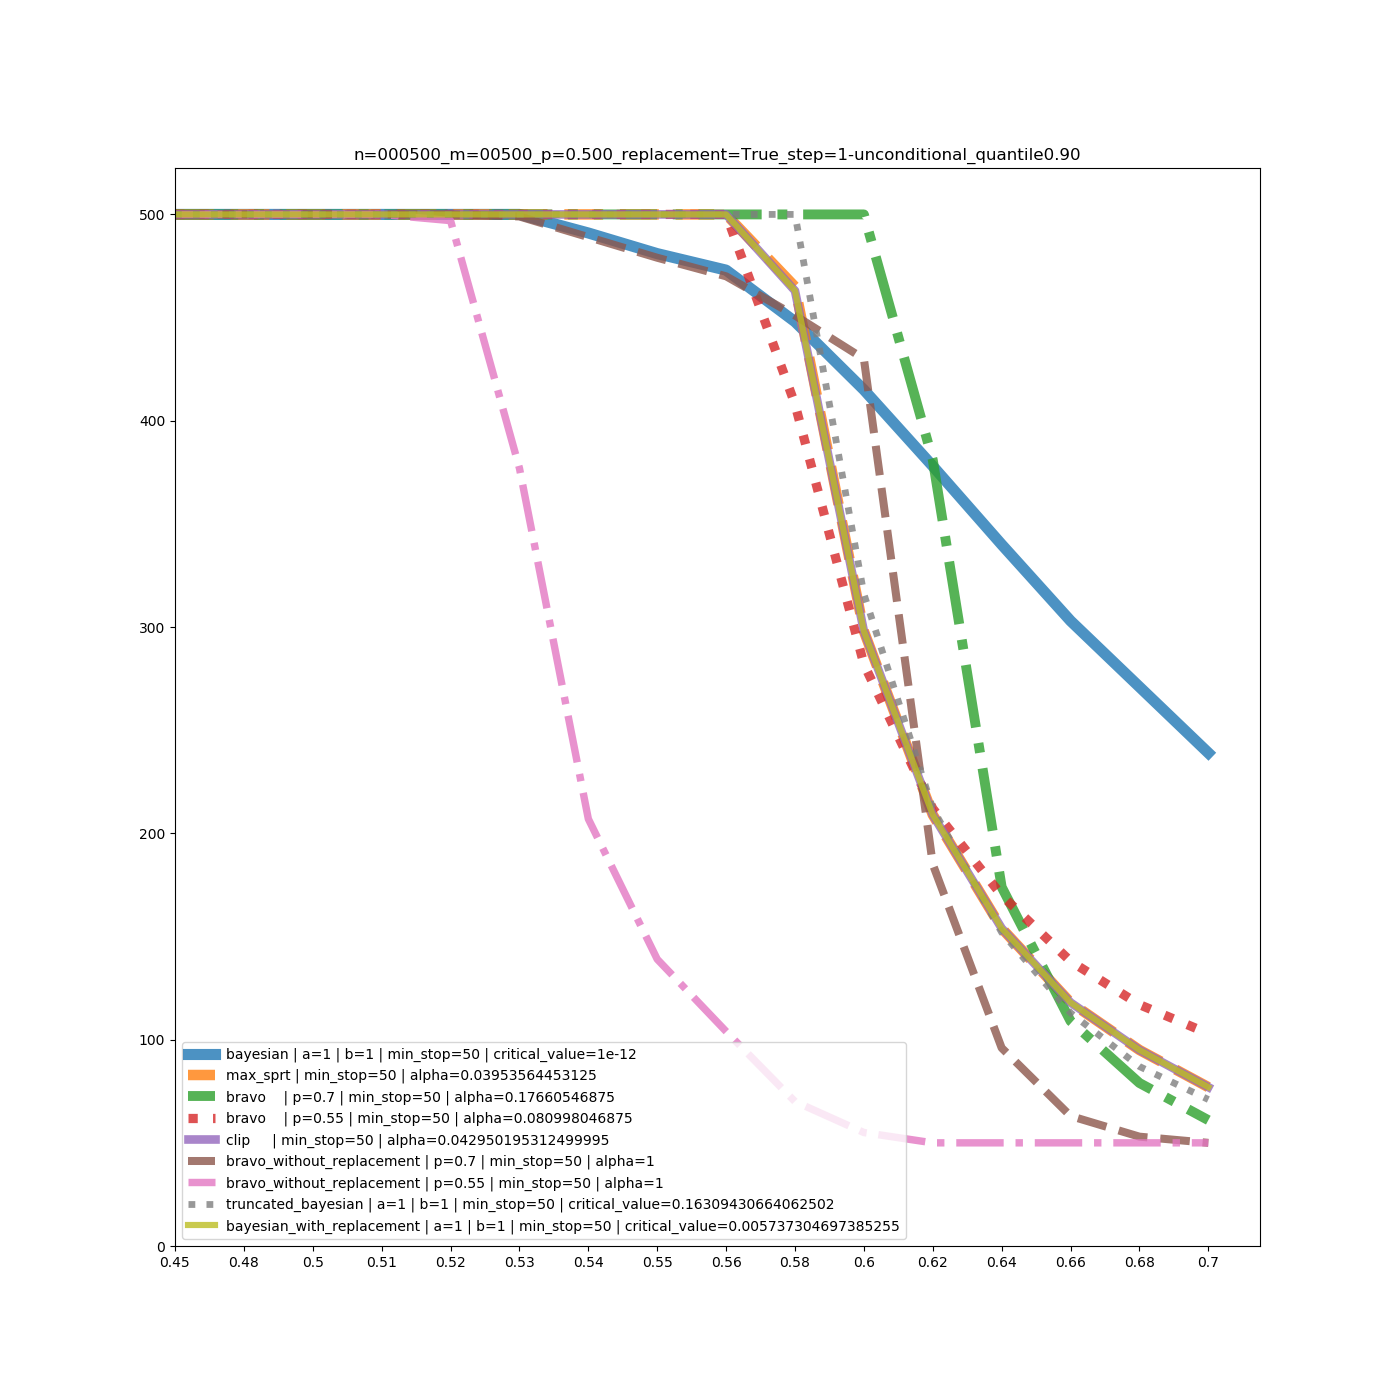 n=000500_m=00500_p=0.500_replacement=True_step=1-unconditional_quantile0.90
500
400
300
200
100
0
bayesian | a=1 | b=1 | min_stop=50 | critical_value=1e-12
max_sprt | min_stop=50 | alpha=0.03953564453125
bravo    | p=0.7 | min_stop=50 | alpha=0.17660546875
bravo    | p=0.55 | min_stop=50 | alpha=0.080998046875
clip     | min_stop=50 | alpha=0.042950195312499995
bravo_without_replacement | p=0.7 | min_stop=50 | alpha=1
bravo_without_replacement | p=0.55 | min_stop=50 | alpha=1
truncated_bayesian | a=1 | b=1 | min_stop=50 | critical_value=0.16309430664062502
bayesian_with_replacement | a=1 | b=1 | min_stop=50 | critical_value=0.005737304697385255
0.45 0.48 0.5 0.51 0.52 0.53 0.54 0.55 0.56 0.58 0.6 0.62 0.64 0.66 0.68 0.7